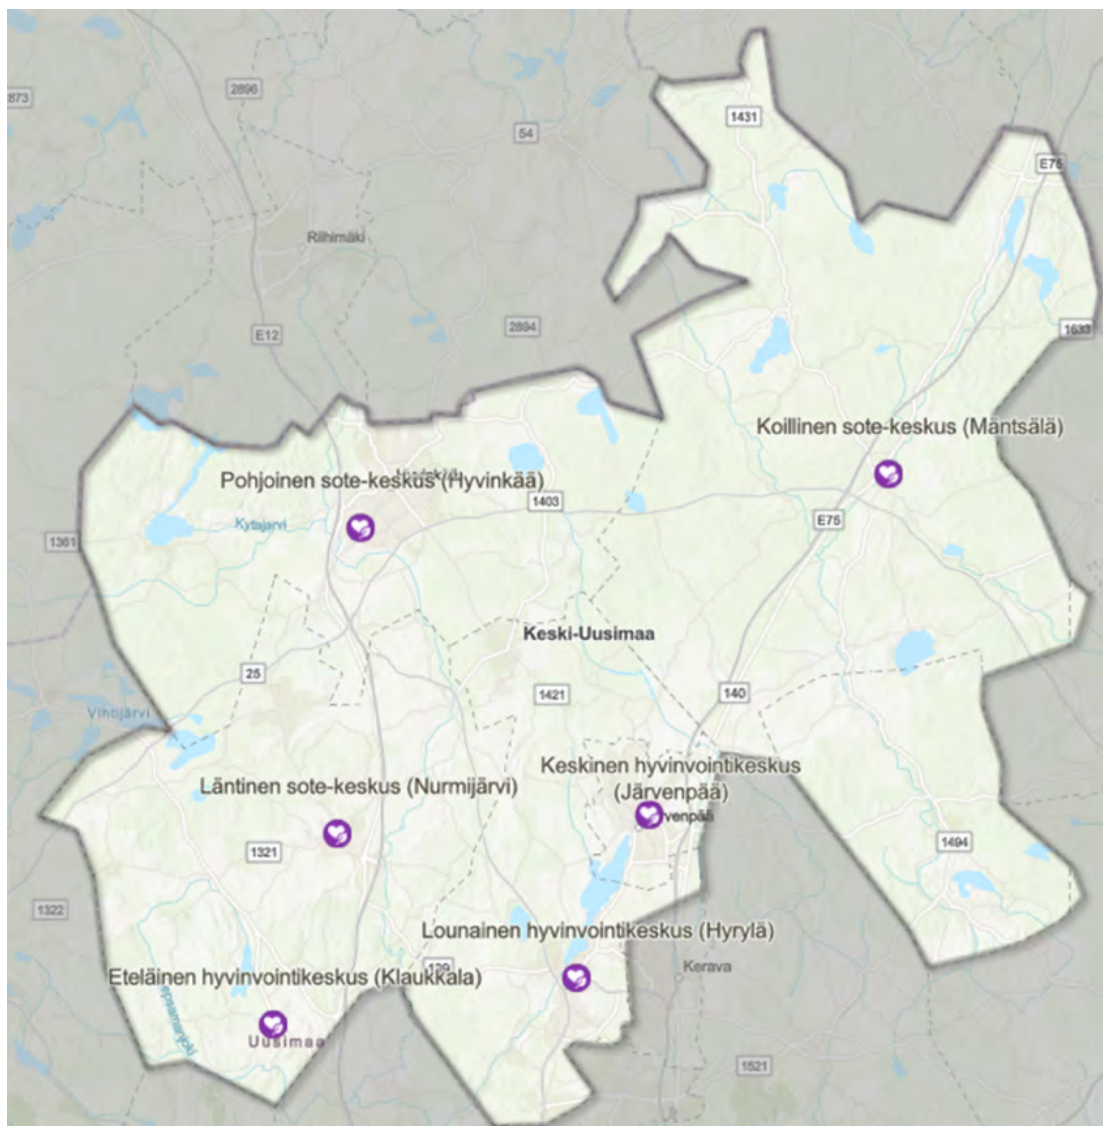 2873
2896
1431
54
E75
Riihimäki
E12
2894
1633
Koillinen sote-keskus (Mäntsälä)
Pohjoinen sote-keskus (Hyvinkää)
1403
Kytäjärvi
E75
1361
Keski-Uusimaa
25
1421
140
Vihtijärvi
Keskinen hyvinvointikeskus
(Järvenpää)
Läntinen sote-keskus (Nurmijärvi)
1321
1494
1322
Lounainen hyvinvointikeskus (Hyrylä)
Kerava
Eteläinen hyvinvointikeskus (Klaukkala)
Uusimaa
1521